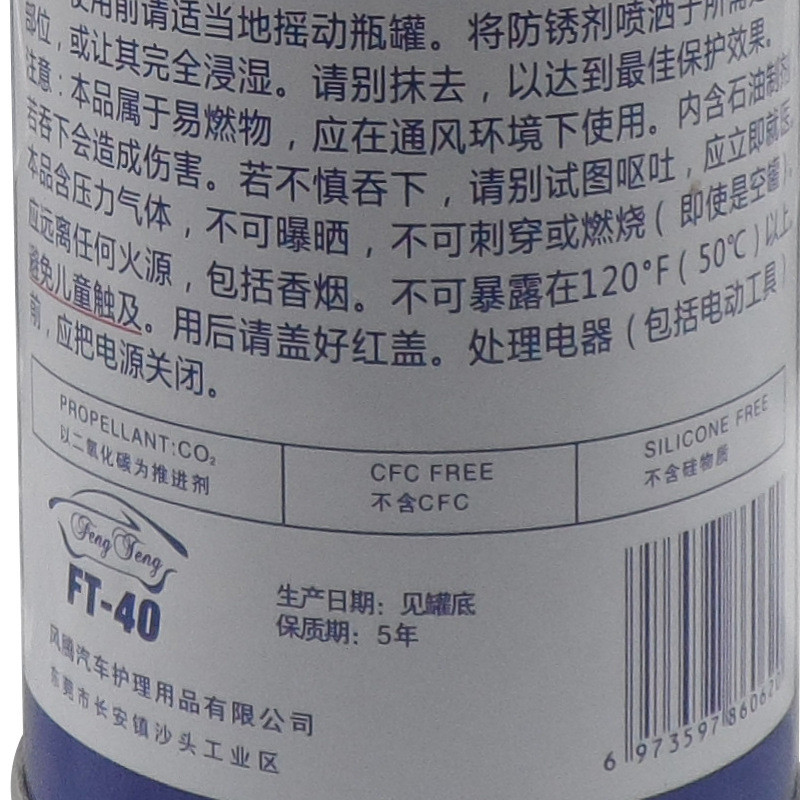 使用前请适当地摇动瓶罐。将防锈剂喷洒于所需
部位，或让其完全浸湿。请别抹去，以达到最佳保护效果。
注意：本品属于易燃物，应在通风环境下使用。内含石油制剂
若吞下会造成伤害。若不慎吞下，请别试图呕吐，应立即就医。
本品含压力气体，不可曝晒，不可刺穿或燃烧（即使是空罐）。
应远离任何火源，包括香烟。不可暴露在120°F（50℃）以上。
避免儿童触及。用后请盖好红盖。处理电器（包括电动工具）
前，应把电源关闭。
PROPELLANT:CO₂
以二氧化碳为推进剂
CFC FREE
不含CFC
SILICONE FREE
不含硅物质
Feng Teng
FT-40
生产日期：见罐底
保质期：5年
风腾汽车护理用品有限公司
东莞市长安镇沙头工业区
6 973597 860620